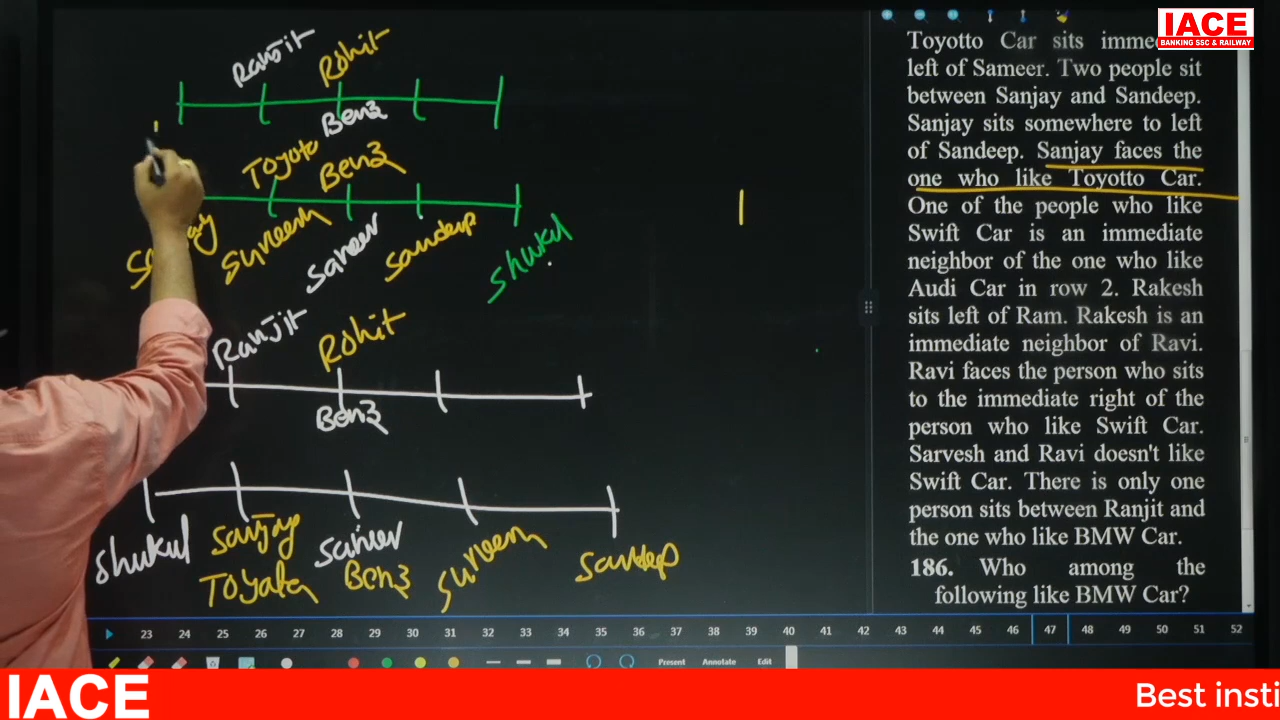 IACE
BANKING SSC & RAILWAY
Toyotto Car sits
left of Sameer. Two people sit
between Sanjay and Sandeep.
Sanjay sits somewhere to left
of Sandeep. Sanjay faces the
one who like Toyotto Car.
One of the people who like
Swift Car is an immediate
neighbor of the one who like
Audi Car in row 2. Rakesh
sits left of Ram. Rakesh is an
immediate neighbor of Ravi.
Ravi faces the person who sits
to the immediate right of the
person who like Swift Car.
Sarvesh and Ravi doesn't like
Swift Car. There is only one
person sits between Ranjit and
the one who like BMW Car.
186. Who among the
following like BMW Car?
Ranjit Rohit
Benz
Toyota Benz
Sureem Sameer Sandeep Shukul
Ranjit Rohit
Benz
Shukul Sanjay Sameer Sureem Sandeep
Toyata Benz
23 24 25 26 27 28 29 30 31 32 33 34 35 36 37 38 39 40 41 42 43 44 45 46 47 48 49 50 51 52
Present Annotate Edit
IACE
Best insti